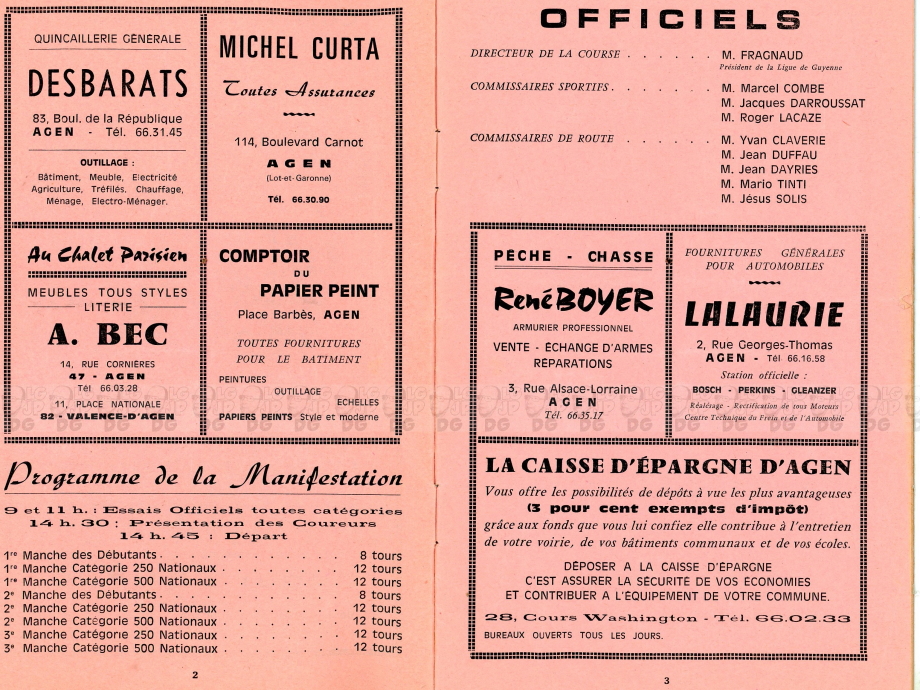 QUINCAILLERIE GÉNÉRALE
DESBARATS
83, Boul. de la République
AGEN - Tél. 66.31.45
OUTILLAGE :
Bâtiment, Meuble, Electricité
Agriculture, Tréfilés, Chauffage,
Ménage, Electro-Ménager.
MICHEL CURTA
Toutes Assurances
114, Boulevard Carnot
AGEN
(Lot-et-Garonne)
Tél. 66.30.90
Au Chalet Parisien
MEUBLES TOUS STYLES
LITERIE
A. BEC
14, RUE CORNIÈRES
47 - AGEN
Tél 66.03.28
11, PLACE NATIONALE
82 - VALENCE-D'AGEN
COMPTOIR
DU
PAPIER PEINT
Place Barbès, AGEN
TOUTES FOURNITURES
POUR LE BATIMENT
PEINTURES
OUTILLAGE
ECHELLES
PAPIERS PEINTS Style et moderne
Programme de la Manifestation
9 et 11 h. : Essais Officiels toutes catégories
14 h. 30 : Présentation des Coureurs
14 h. 45 : Départ
1re Manche des Débutants . . . . . . . . . . . 8 tours
1re Manche Catégorie 250 Nationaux . . . . . . . . 12 tours
1re Manche Catégorie 500 Nationaux . . . . . . . . 12 tours
2e Manche des Débutants . . . . . . . . . . . 8 tours
2e Manche Catégorie 250 Nationaux . . . . . . . . 12 tours
2e Manche Catégorie 500 Nationaux . . . . . . . . 12 tours
3e Manche Catégorie 250 Nationaux . . . . . . . . 12 tours
3e Manche Catégorie 500 Nationaux . . . . . . . . 12 tours
2
OFFICIELS
DIRECTEUR DE LA COURSE . . . . . . M. FRAGNAUD
Président de la Ligue de Guyenne
COMMISSAIRES SPORTIFS . . . . . . . M. Marcel COMBE
M. Jacques DARROUSSAT
M. Roger LACAZE
COMMISSAIRES DE ROUTE . . . . . . M. Yvan CLAVERIE
M. Jean DUFFAU
M. Jean DAYRIES
M. Mario TINTI
M. Jésus SOLIS
PÊCHE - CHASSE
René BOYER
ARMURIER PROFESSIONNEL
VENTE - ÉCHANGE D'ARMES
RÉPARATIONS
3, Rue Alsace-Lorraine
AGEN
Tél. 66.35.17
FOURNITURES GÉNÉRALES
POUR AUTOMOBILES
LALAURIE
2, Rue Georges-Thomas
AGEN - Tél 66.16.58
Station officielle :
BOSCH - PERKINS - GLEANZER
Réalésage - Rectification de tous Moteurs
Centre Technique du Frein et de l'Automobile
LA CAISSE D'ÉPARGNE D'AGEN
Vous offre les possibilités de dépôts à vue les plus avantageuses
(3 pour cent exempts d'impôt)
grâce aux fonds que vous lui confiez elle contribue à l'entretien
de votre voirie, de vos bâtiments communaux et de vos écoles.
DÉPOSER A LA CAISSE D'ÉPARGNE
C'EST ASSURER LA SÉCURITÉ DE VOS ÉCONOMIES
ET CONTRIBUER A L'ÉQUIPEMENT DE VOTRE COMMUNE.
28, Cours Washington - Tél. 66.02.33
BUREAUX OUVERTS TOUS LES JOURS.
3